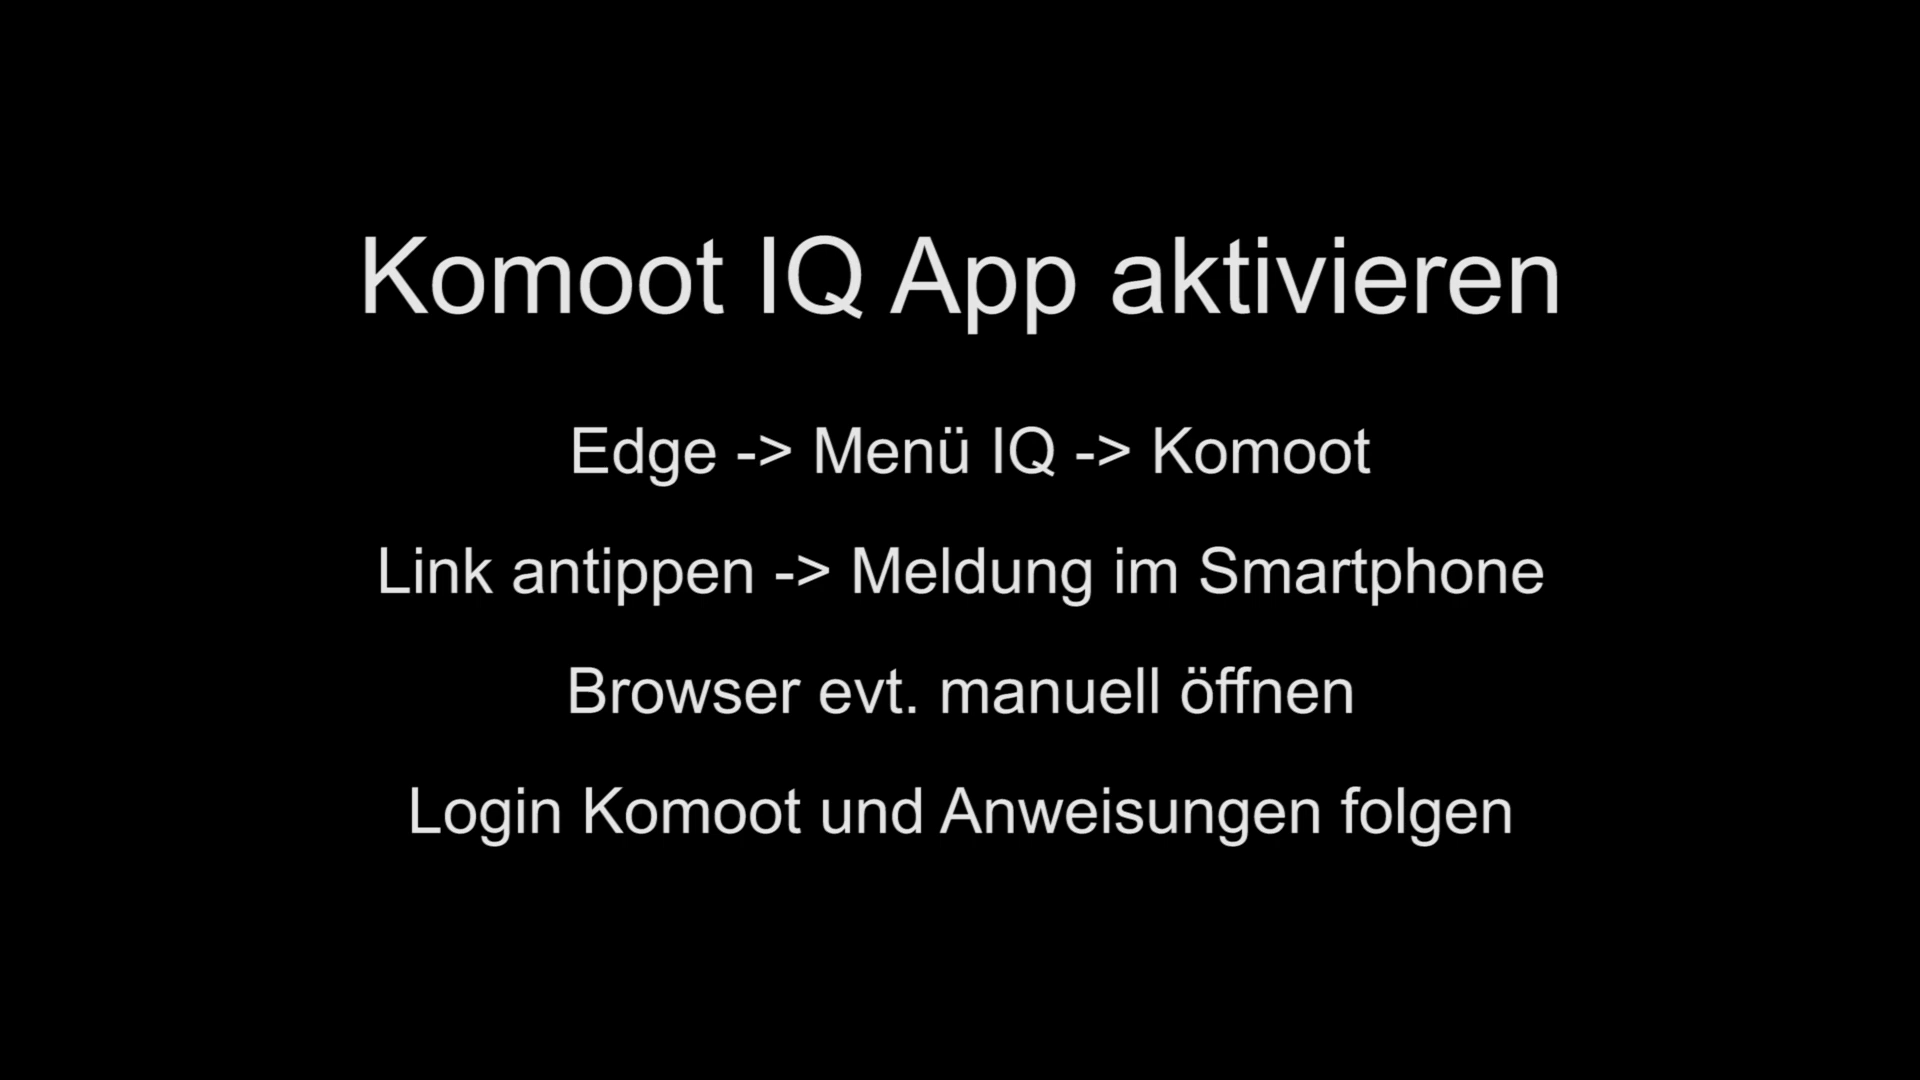 Komoot IQ App aktivieren
Edge -> Menü IQ -> Komoot
Link antippen -> Meldung im Smartphone
Browser evt. manuell öffnen
Login Komoot und Anweisungen folgen